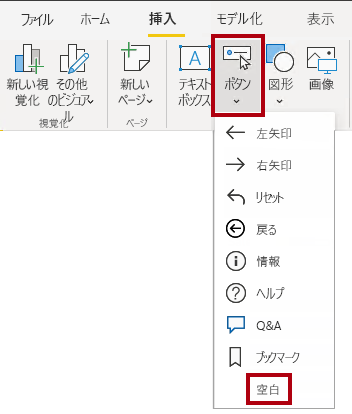 ファイル ホーム 挿入 モデル化 表示
新しい視
覚化
その他
のビジュア
ル
新しい
ページ
テキスト
ボックス
A
ボタン
図形
画像
視覚化
ページ
左矢印
右矢印
リセット
戻る
情報
ヘルプ
Q&A
ブックマーク
空白